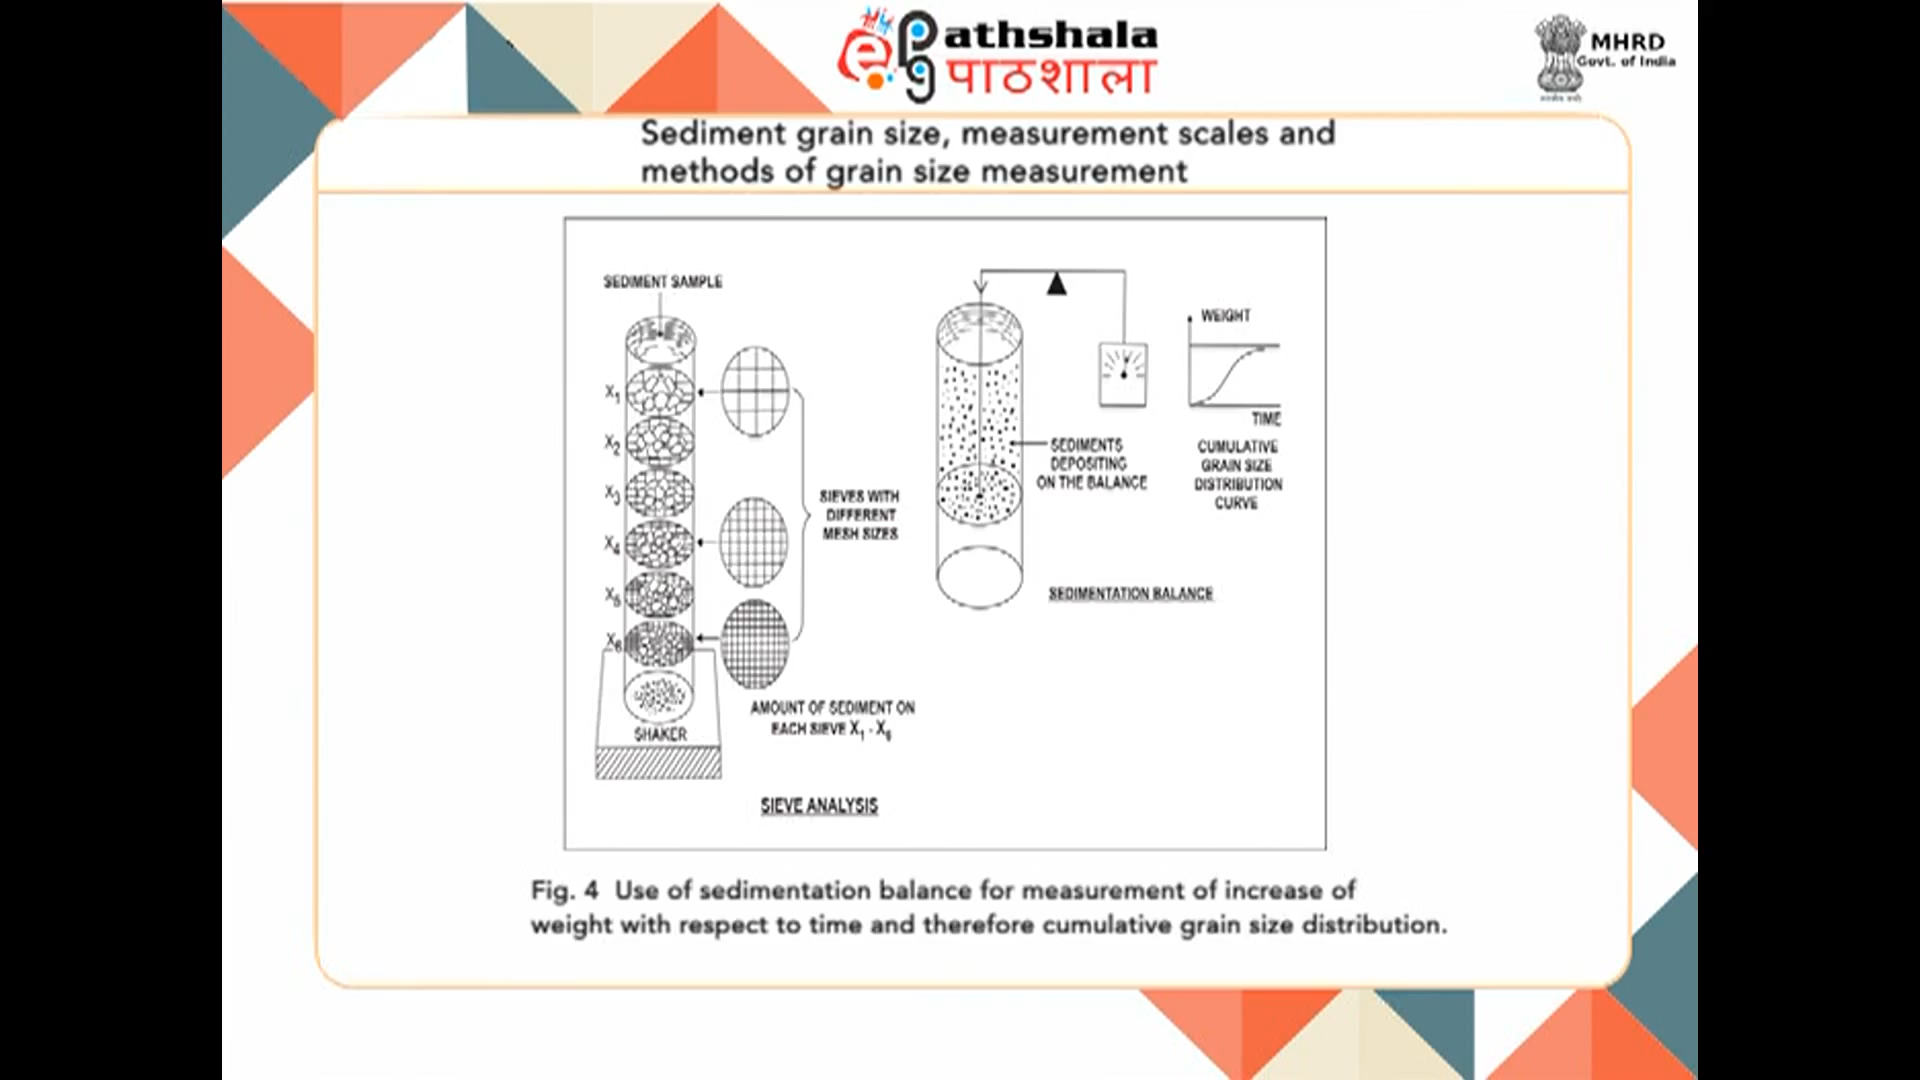 ePg Pathshala
पाठशाला
MHRD
Govt. of India
Sediment grain size, measurement scales and
methods of grain size measurement
SEDIMENT SAMPLE
X1
X2
X3
X4
X5
X6
SHAKER
SIEVES WITH
DIFFERENT
MESH SIZES
AMOUNT OF SEDIMENT ON
EACH SIEVE X1 - X6
SIEVE ANALYSIS
SEDIMENTS
DEPOSITING
ON THE BALANCE
SEDIMENTATION BALANCE
WEIGHT
TIME
CUMULATIVE
GRAIN SIZE
DISTRIBUTION
CURVE
Fig. 4 Use of sedimentation balance for measurement of increase of
weight with respect to time and therefore cumulative grain size distribution.